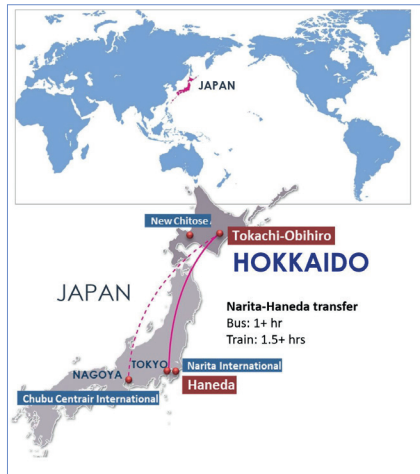 JAPAN
New Chitose
Tokachi-Obihiro
HOKKAIDO
JAPAN
Narita-Haneda transfer
Bus: 1+ hr
Train: 1.5+ hrs
TOKYO
Narita International
NAGOYA
Haneda
Chubu Centrair International